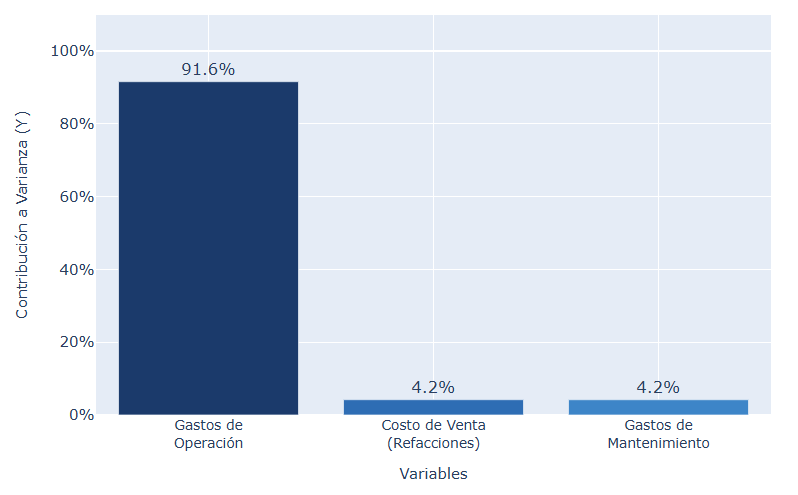 Contribución a Varianza (Y)
100%
80%
60%
40%
20%
0%
91.6%
4.2%
4.2%
Gastos de
Operación
Costo de Venta
(Refacciones)
Gastos de
Mantenimiento
Variables